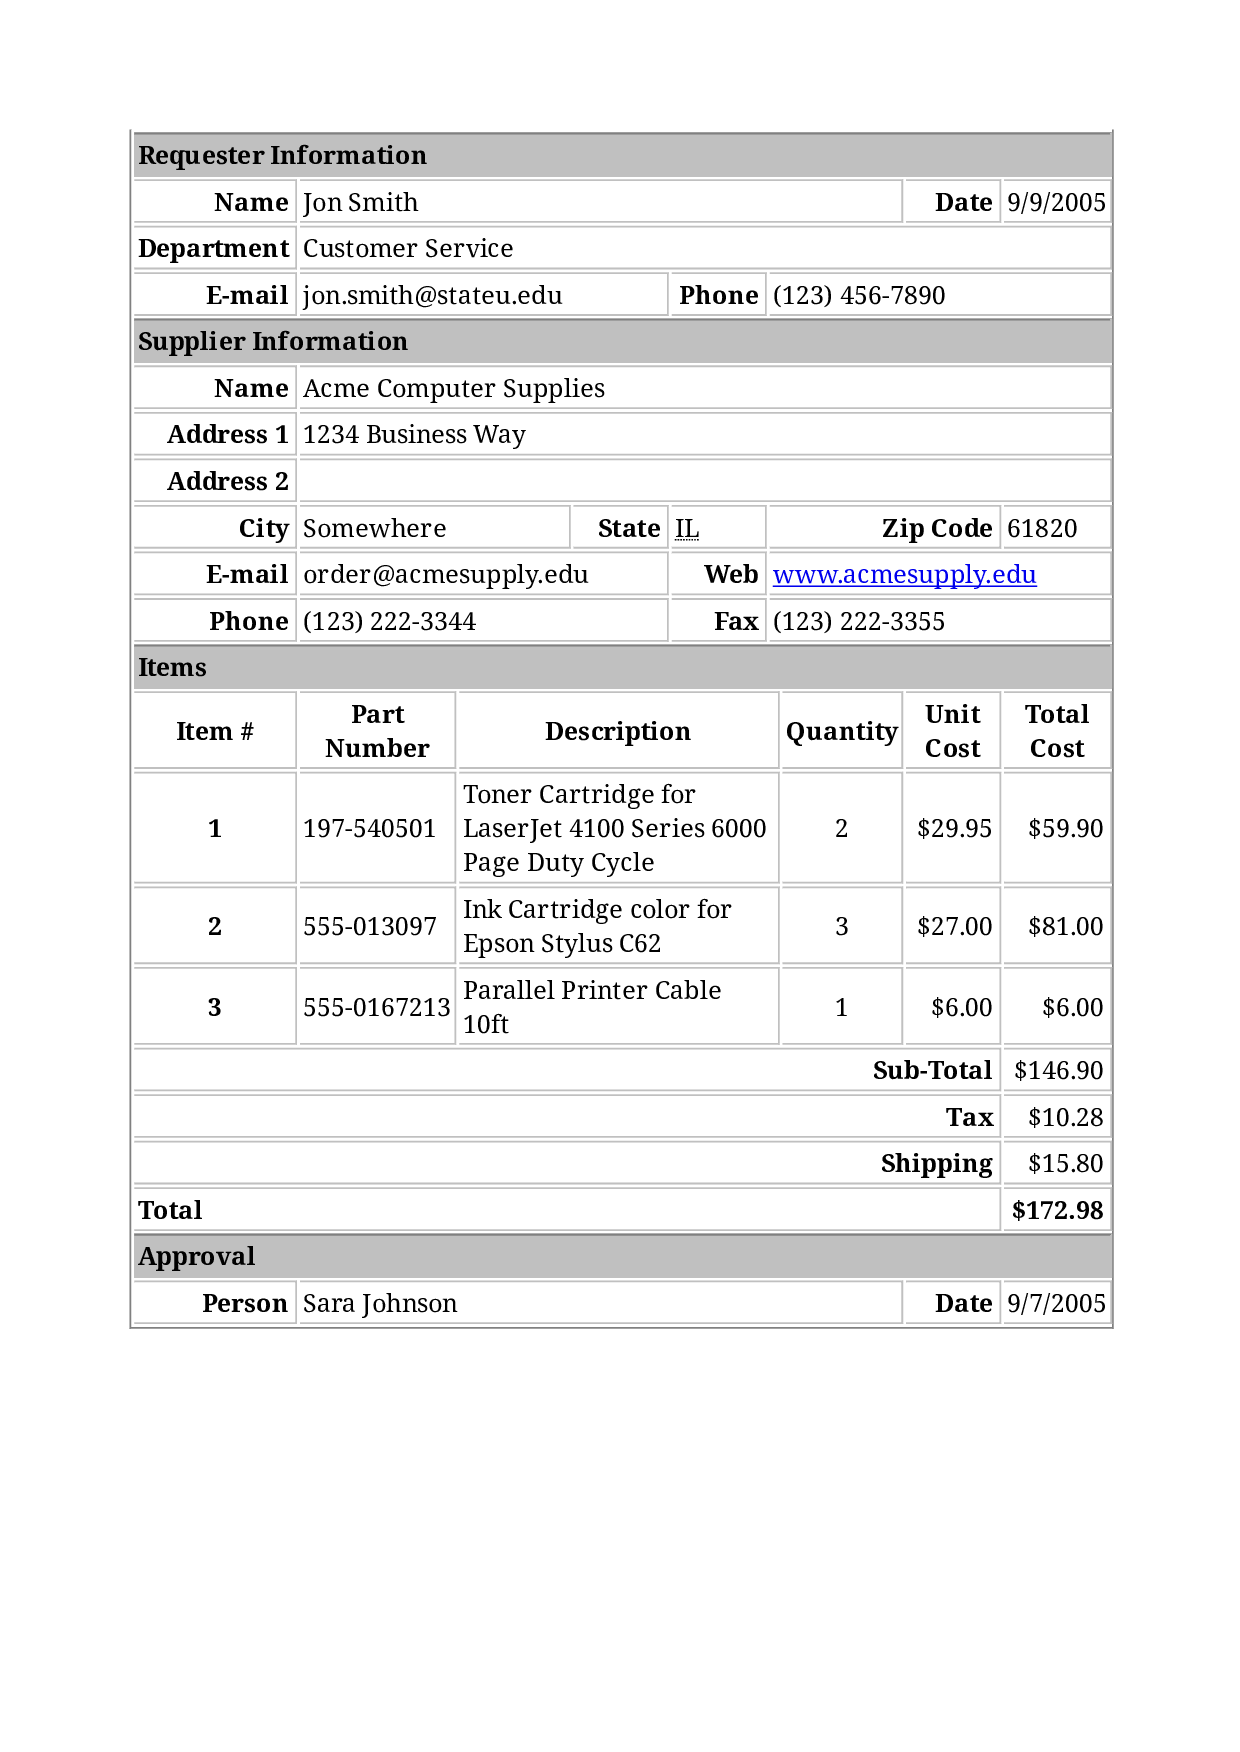 Requester Information
Name Jon Smith Date 9/9/2005
Department Customer Service
E-mail jon.smith@stateu.edu Phone (123) 456-7890
Supplier Information
Name Acme Computer Supplies
Address 1 1234 Business Way
Address 2
City Somewhere State IL Zip Code 61820
E-mail order@acmesupply.edu Web www.acmesupply.edu
Phone (123) 222-3344 Fax (123) 222-3355
Items
Item # Part Number Description Quantity Unit Cost Total Cost
1 197-540501 Toner Cartridge for LaserJet 4100 Series 6000 Page Duty Cycle 2 $29.95 $59.90
2 555-013097 Ink Cartridge color for Epson Stylus C62 3 $27.00 $81.00
3 555-0167213 Parallel Printer Cable 10ft 1 $6.00 $6.00
Sub-Total $146.90
Tax $10.28
Shipping $15.80
Total $172.98
Approval
Person Sara Johnson Date 9/7/2005